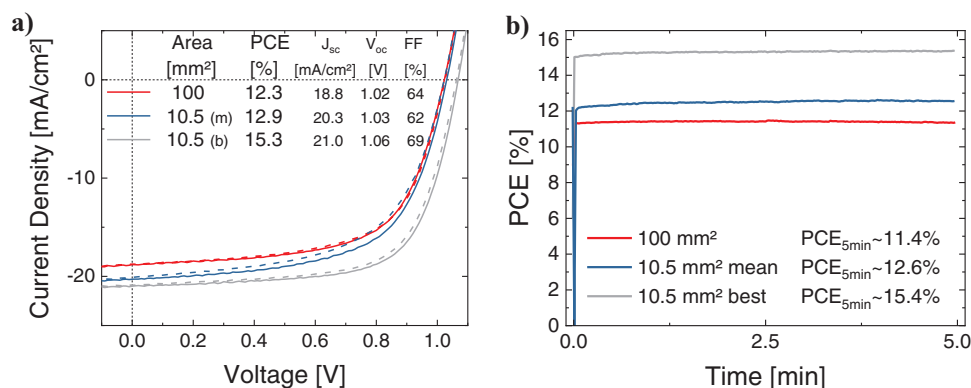 a)
Area PCE J_sc V_oc FF
[mm²] [%] [mA/cm²] [V] [%]
100 12.3 18.8 1.02 64
10.5 (m) 12.9 20.3 1.03 62
10.5 (b) 15.3 21.0 1.06 69
Current Density [mA/cm²]
0
-10
-20
0.0 0.2 0.4 0.6 0.8 1.0
Voltage [V]
b)
PCE [%]
16
14
12
10
8
6
4
2
0
100 mm² PCE_5min~11.4%
10.5 mm² mean PCE_5min~12.6%
10.5 mm² best PCE_5min~15.4%
0.0 2.5 5.0
Time [min]